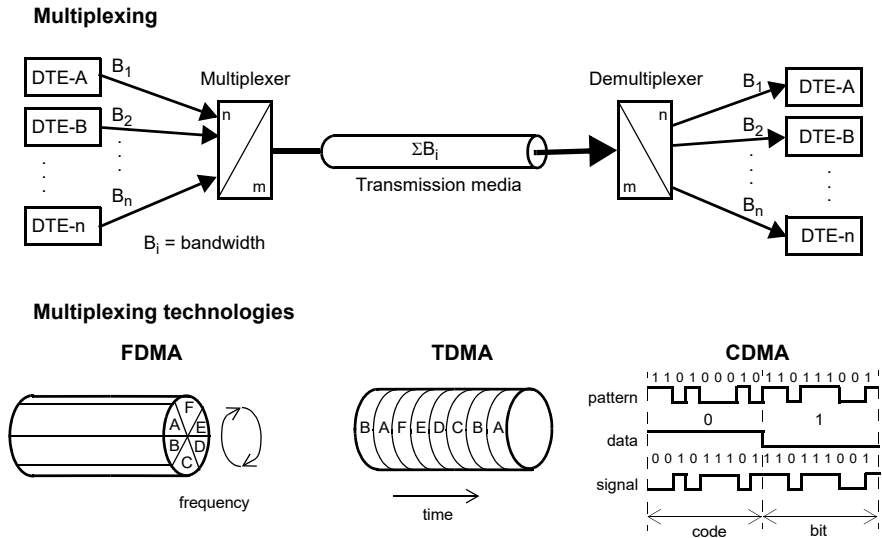 Multiplexing
DTE-A
DTE-B
DTE-n
B1
B2
Bn
Multiplexer
n
m
Bi = bandwidth
ΣBi
Transmission media
Demultiplexer
n
m
B1
B2
Bn
DTE-A
DTE-B
DTE-n
Multiplexing technologies
FDMA
F
A E
B D
C
frequency
TDMA
B A F E D C B A
time
CDMA
1 1 0 1 0 0 0 1 0 1 1 0 1 1 1 0 0 1
pattern
0 1
data
0 0 1 0 1 1 1 0 1 1 1 0 1 1 1 0 0 1
signal
code bit